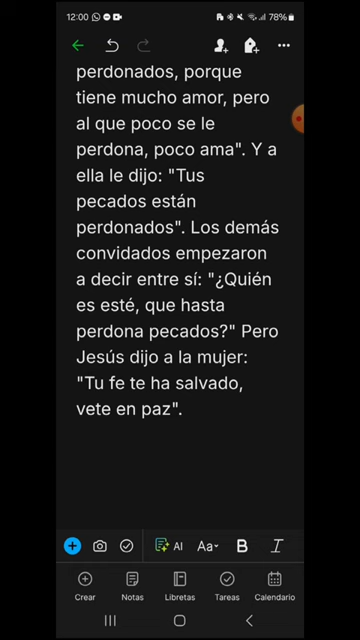 12:00
78%
perdonados, porque
tiene mucho amor, pero
al que poco se le
perdona, poco ama". Y a
ella le dijo: "Tus
pecados están
perdonados". Los demás
convidados empezaron
a decir entre sí: "¿Quién
es esté, que hasta
perdona pecados?" Pero
Jesús dijo a la mujer:
"Tu fe te ha salvado,
vete en paz".
AI Aa B I
Crear Notas Libretas Tareas Calendario